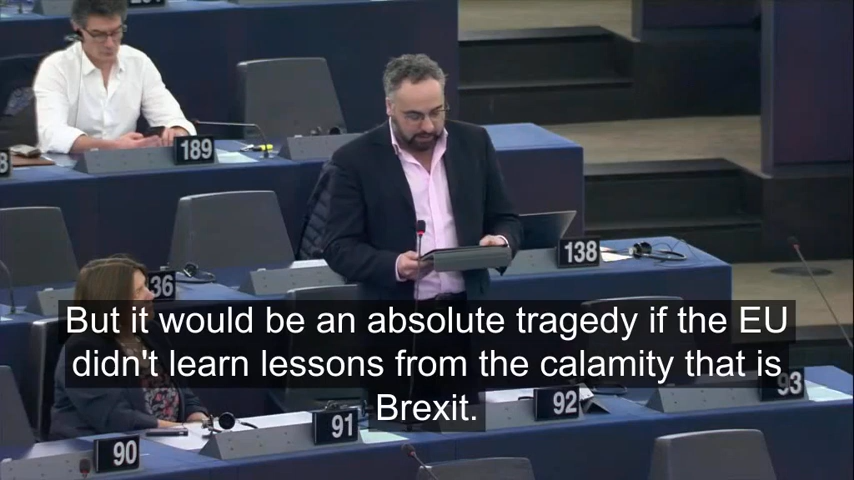 189
138
36
But it would be an absolute tragedy if the EU
didn't learn lessons from the calamity that is
Brexit.
93
92
91
90